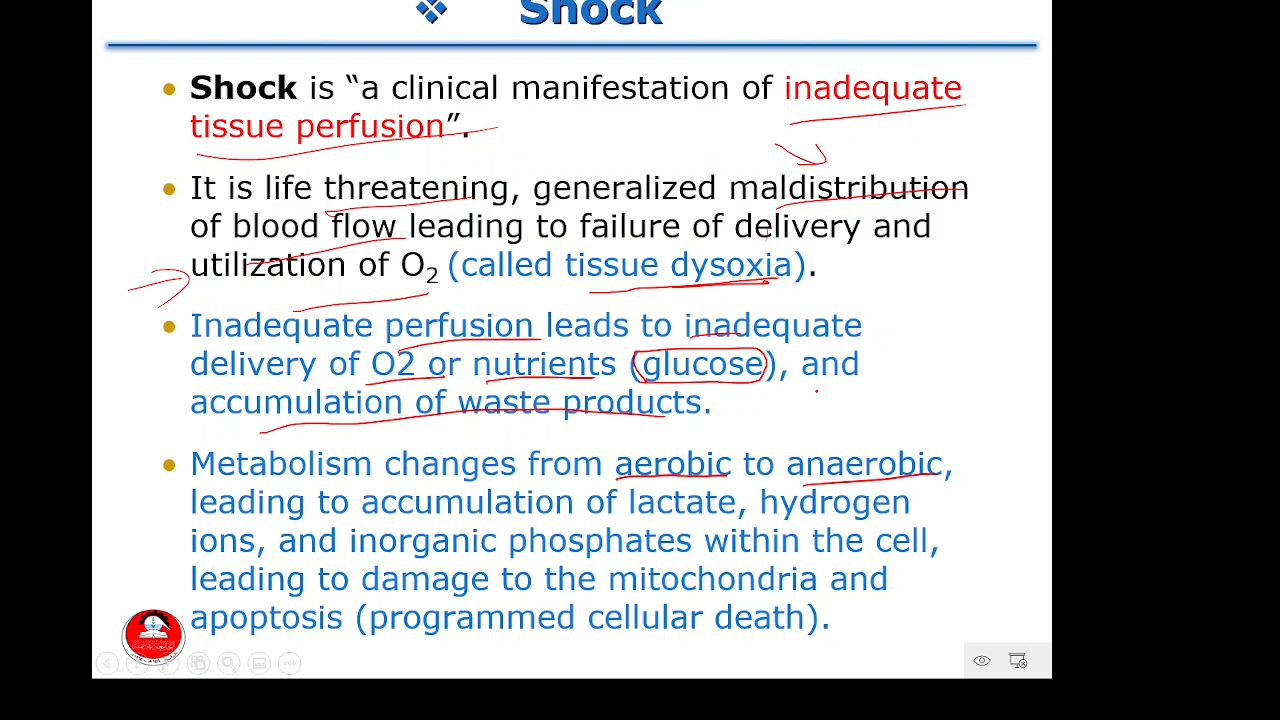 ❖ Shock
• Shock is “a clinical manifestation of inadequate
tissue perfusion”.
• It is life threatening, generalized maldistribution
of blood flow leading to failure of delivery and
utilization of O₂ (called tissue dysoxia).
• Inadequate perfusion leads to inadequate
delivery of O2 or nutrients (glucose), and
accumulation of waste products.
• Metabolism changes from aerobic to anaerobic,
leading to accumulation of lactate, hydrogen
ions, and inorganic phosphates within the cell,
leading to damage to the mitochondria and
apoptosis (programmed cellular death).